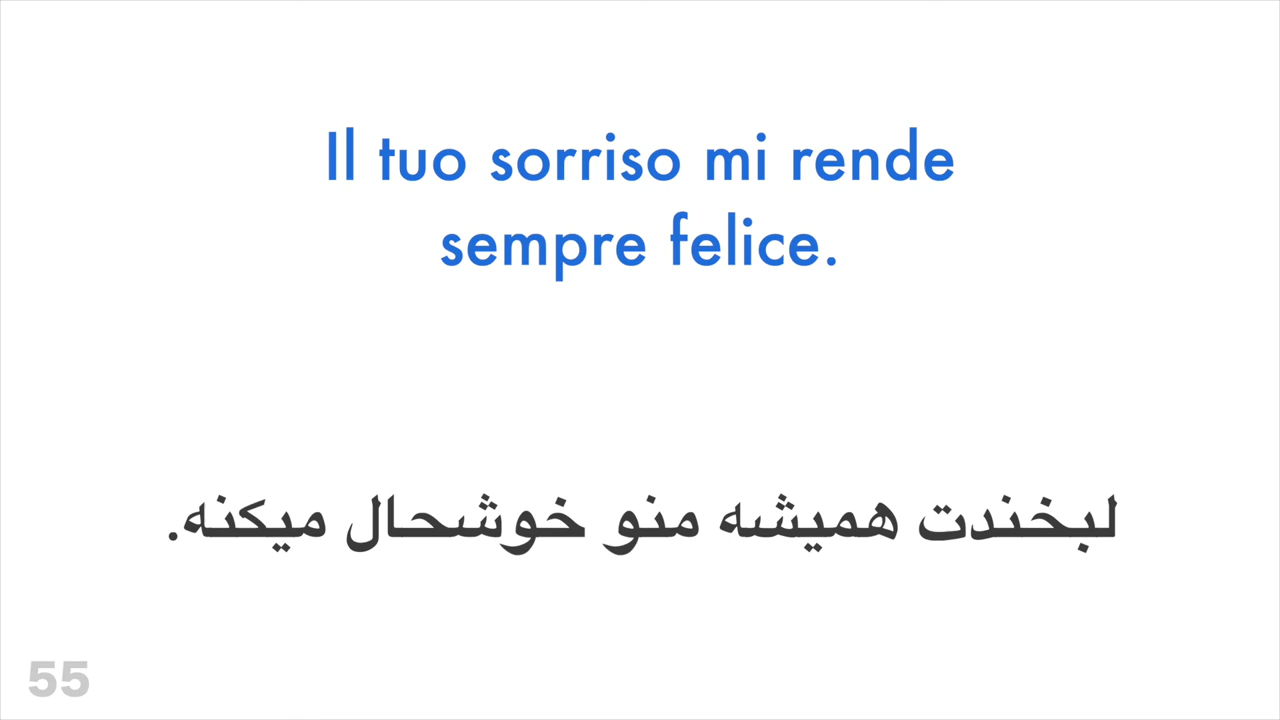 Il tuo sorriso mi rende
sempre felice.
لبخندت همیشه منو خوشحال میکنه.
55